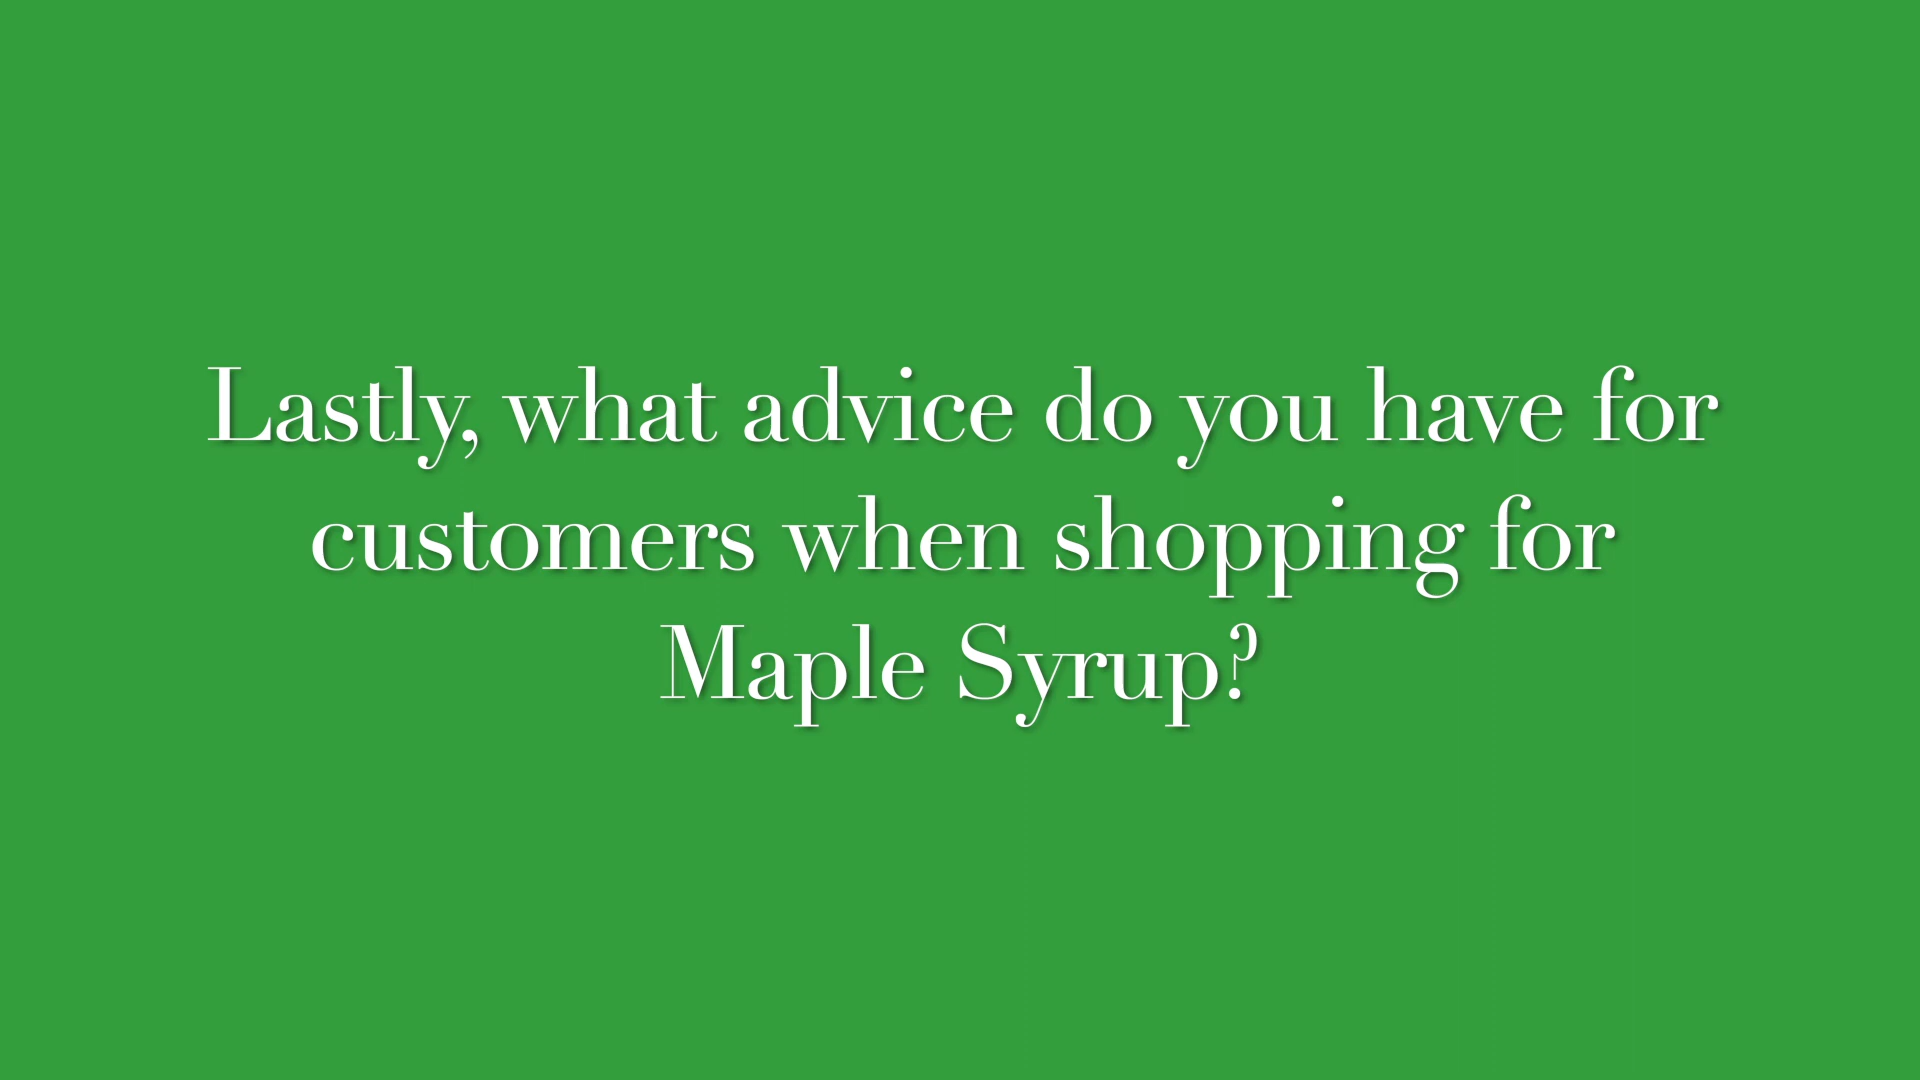 Lastly, what advice do you have for
customers when shopping for
Maple Syrup?